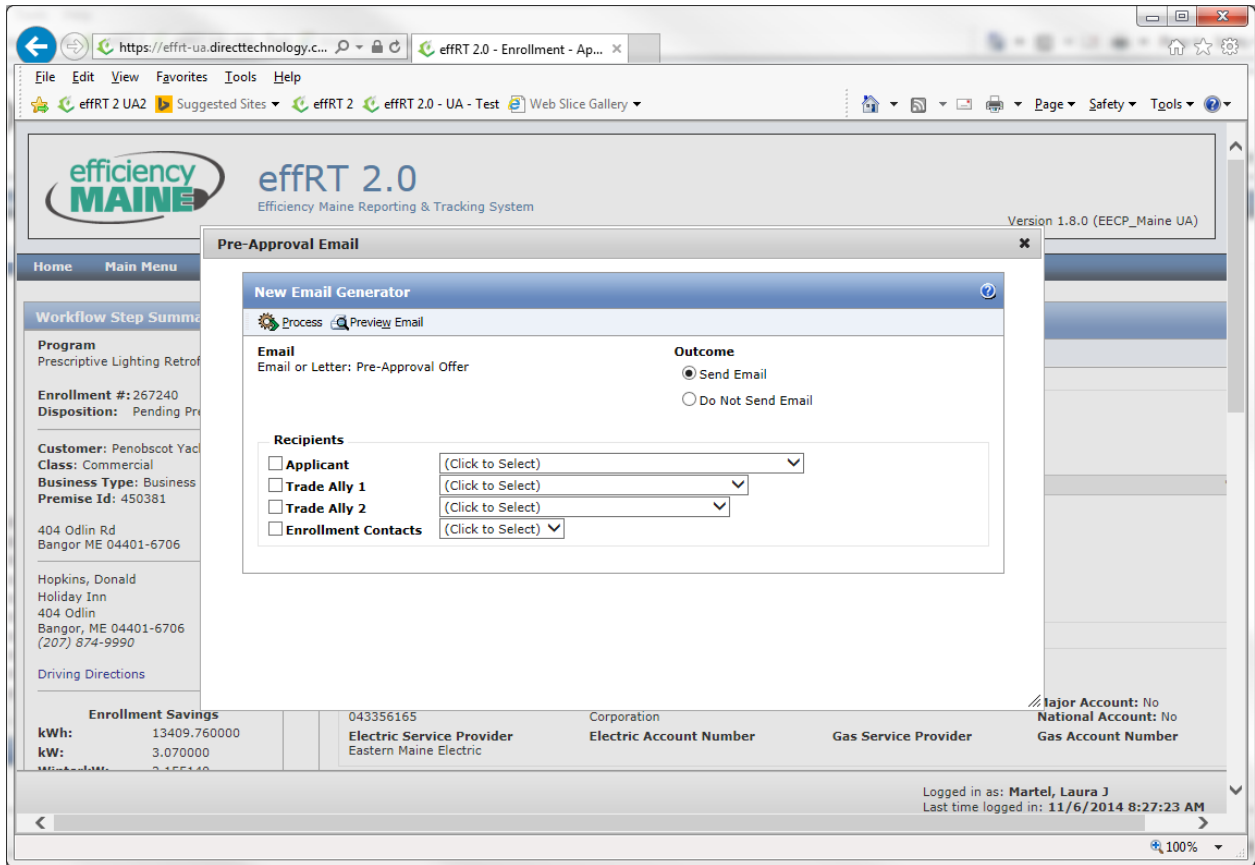 https://effrt-ua.directtechnology.c...
effRT 2.0 - Enrollment - Ap...
File Edit View Favorites Tools Help
effRT 2 UA2 Suggested Sites effRT 2 effRT 2.0 - UA - Test Web Slice Gallery
Page Safety Tools
efficiency
MAINE
effRT 2.0
Efficiency Maine Reporting & Tracking System
Version 1.8.0 (EECP_Maine UA)
Pre-Approval Email
Home Main Menu
New Email Generator
Process Preview Email
Email
Email or Letter: Pre-Approval Offer
Outcome
Send Email
Do Not Send Email
Recipients
Applicant (Click to Select)
Trade Ally 1 (Click to Select)
Trade Ally 2 (Click to Select)
Enrollment Contacts (Click to Select)
Workflow Step Summa
Program
Prescriptive Lighting Retrof
Enrollment #: 267240
Disposition: Pending Pre
Customer: Penobscot Yacl
Class: Commercial
Business Type: Business
Premise Id: 450381
404 Odlin Rd
Bangor ME 04401-6706
Hopkins, Donald
Holiday Inn
404 Odlin
Bangor, ME 04401-6706
(207) 874-9990
Driving Directions
Enrollment Savings
kWh: 13409.760000
kW: 3.070000
Major Account: No
043356165 Corporation National Account: No
Electric Service Provider Electric Account Number Gas Service Provider Gas Account Number
Eastern Maine Electric
Logged in as: Martel, Laura J
Last time logged in: 11/6/2014 8:27:23 AM
100%